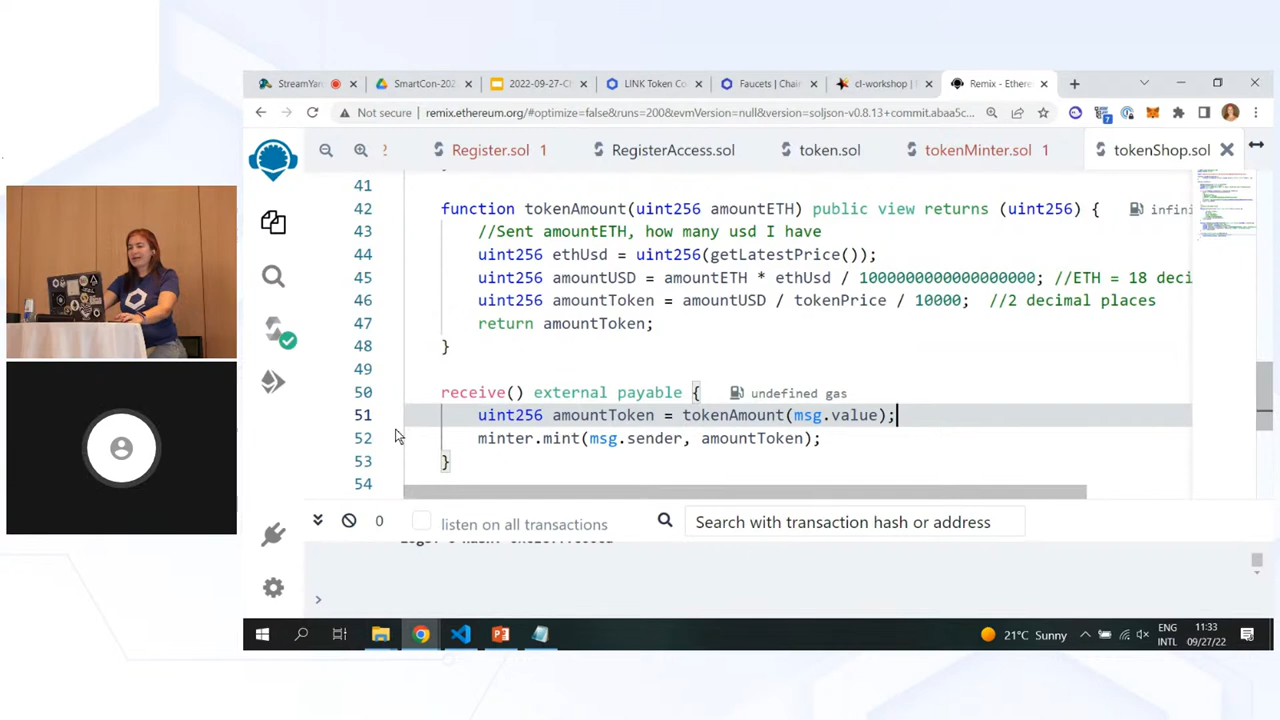 StreamYar
SmartCon-202
2022-09-27-Ch
LINK Token Co
Faucets | Chair
cl-workshop |
Remix - Ethere
Not secure remix.ethereum.org/#optimize=false&runs=200&evmVersion=null&version=soljson-v0.8.13+commit.abaa5c...
2
Register.sol 1
RegisterAccess.sol
token.sol
tokenMinter.sol 1
tokenShop.sol
41
42 function tokenAmount(uint256 amountETH) public view returns (uint256) { infini
43 //Sent amountETH, how many usd I have
44 uint256 ethUsd = uint256(getLatestPrice());
45 uint256 amountUSD = amountETH * ethUsd / 1000000000000000000; //ETH = 18 deci
46 uint256 amountToken = amountUSD / tokenPrice / 10000; //2 decimal places
47 return amountToken;
48 }
49
50 receive() external payable { undefined gas
51 uint256 amountToken = tokenAmount(msg.value);
52 minter.mint(msg.sender, amountToken);
53 }
54
0 listen on all transactions Search with transaction hash or address
>
21°C Sunny
ENG
INTL
11:33
09/27/22